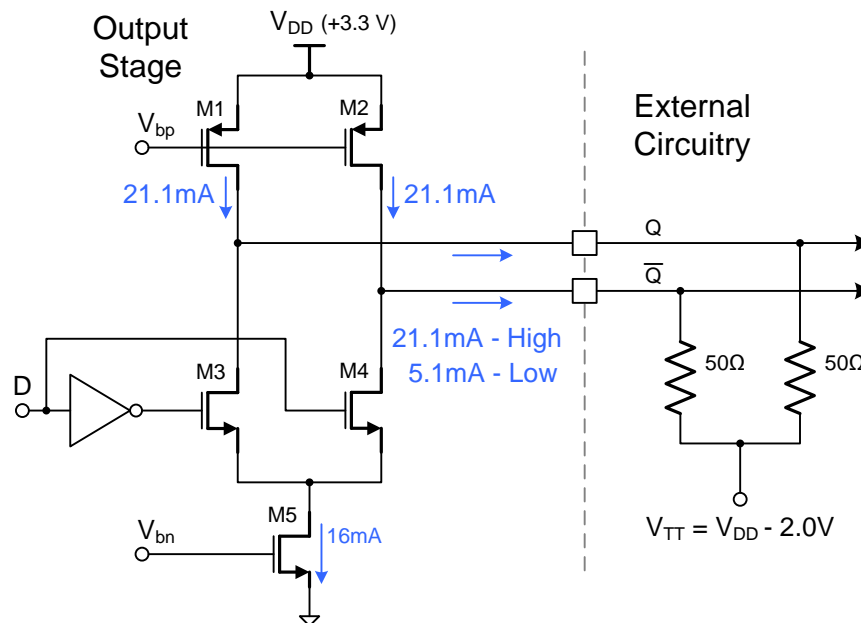 Output
Stage
VDD (+3.3 V)
External
Circuitry
M1
M2
Vbp
21.1mA
21.1mA
Q
Q̅
21.1mA - High
5.1mA - Low
M3
M4
D
50Ω
50Ω
Vbn
M5
16mA
VTT = VDD - 2.0V